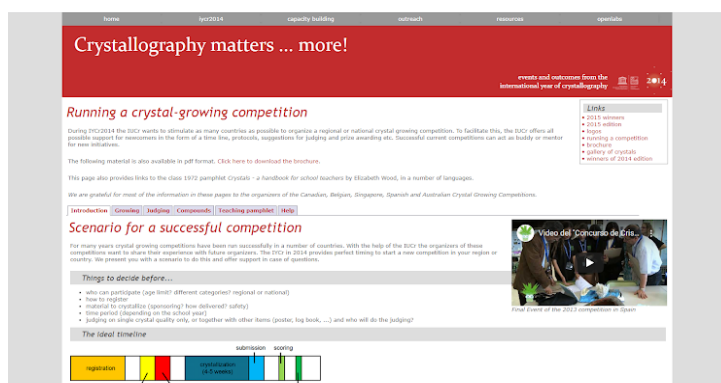 home iycr2014 capacity building outreach resources openlabs
Crystallography matters ... more!
events and outcomes from the
international year of crystallography
2014
Running a crystal-growing competition
Links
2015 winners
2015 edition
logos
running a competition
brochure
gallery of crystals
winners of 2014 edition
During IYCr2014 the IUCr wants to stimulate as many countries as possible to organize a regional or national crystal growing competition. To facilitate this, the IUCr offers all
possible support for newcomers in the form of a time line, protocols, suggestions for judging and prize awarding etc. Successful current competitions can act as buddy or mentor
for new initiatives.
The following material is also available in pdf format. Click here to download the brochure.
This page also provides links to the class 1972 pamphlet Crystals - a handbook for school teachers by Elizabeth Wood, in a number of languages.
We are grateful for most of the information in these pages to the organizers of the Canadian, Belgian, Singapore, Spanish and Australian Crystal Growing Competitions.
Introduction Growing Judging Compounds Teaching pamphlet Help
Scenario for a successful competition
For many years crystal growing competitions have been run successfully in a number of countries. With the help of the IUCr the organizers of these
competitions want to share their experience with future organizers. The IYCr in 2014 provides perfect timing to start a new competition in your region or
country. We present you with a scenario to do this and offer support in case of questions.
Video del "Concurso de Cris...
Final Event of the 2013 competition in Spain
Things to decide before...
who can participate (age limit? different categories? regional or national)
how to register
material to crystallize (sponsoring? how delivered? safety)
time period (depending on the school year)
judging on single crystal quality only, or together with other items (poster, log book, ...) and who will do the judging?
The ideal timeline
submission scoring
registration
crystallization
(4-5 weeks)